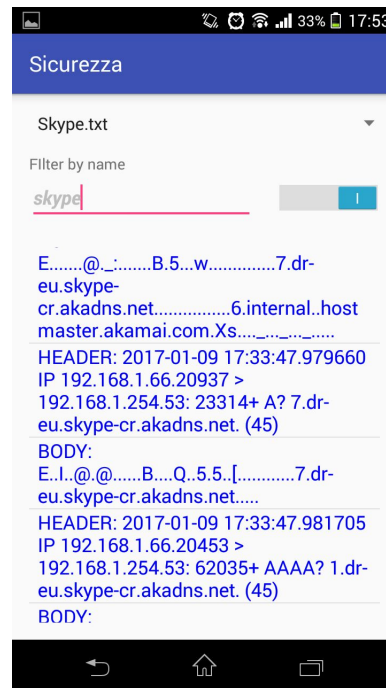 33% 17:53
Sicurezza
Skype.txt
FIlter by name
skype
I
E.......@._:.......B.5...w..............7.dr-
eu.skype-
cr.akadns.net...............6.internal..host
master.akamai.com.Xs...._..._..._.....
HEADER: 2017-01-09 17:33:47.979660
IP 192.168.1.66.20937 >
192.168.1.254.53: 23314+ A? 7.dr-
eu.skype-cr.akadns.net. (45)
BODY:
E..I..@.@......B....Q..5.5..[............7.dr-
eu.skype-cr.akadns.net.....
HEADER: 2017-01-09 17:33:47.981705
IP 192.168.1.66.20453 >
192.168.1.254.53: 62035+ AAAA? 1.dr-
eu.skype-cr.akadns.net. (45)
BODY: